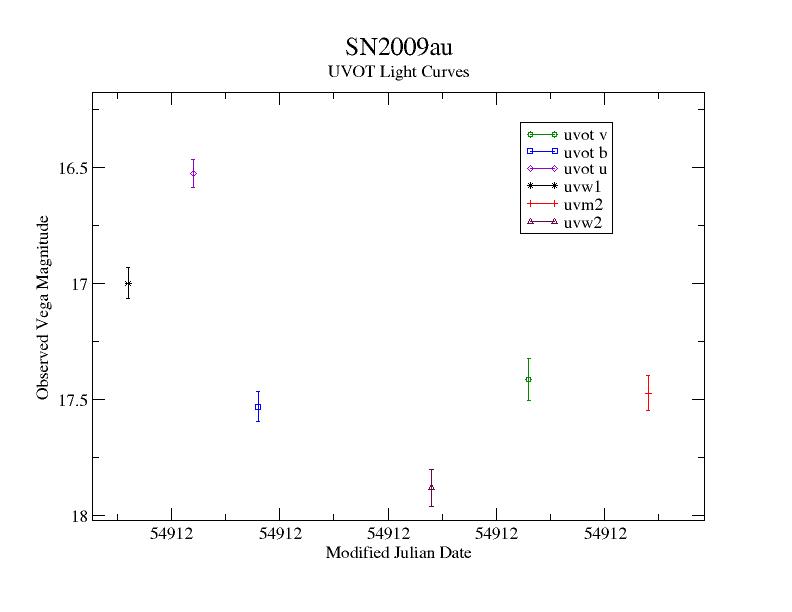 SN2009au
UVOT Light Curves
uvot v
uvot b
uvot u
uvw1
uvm2
uvw2
16.5
17
17.5
18
Observed Vega Magnitude
54912 54912 54912 54912 54912
Modified Julian Date